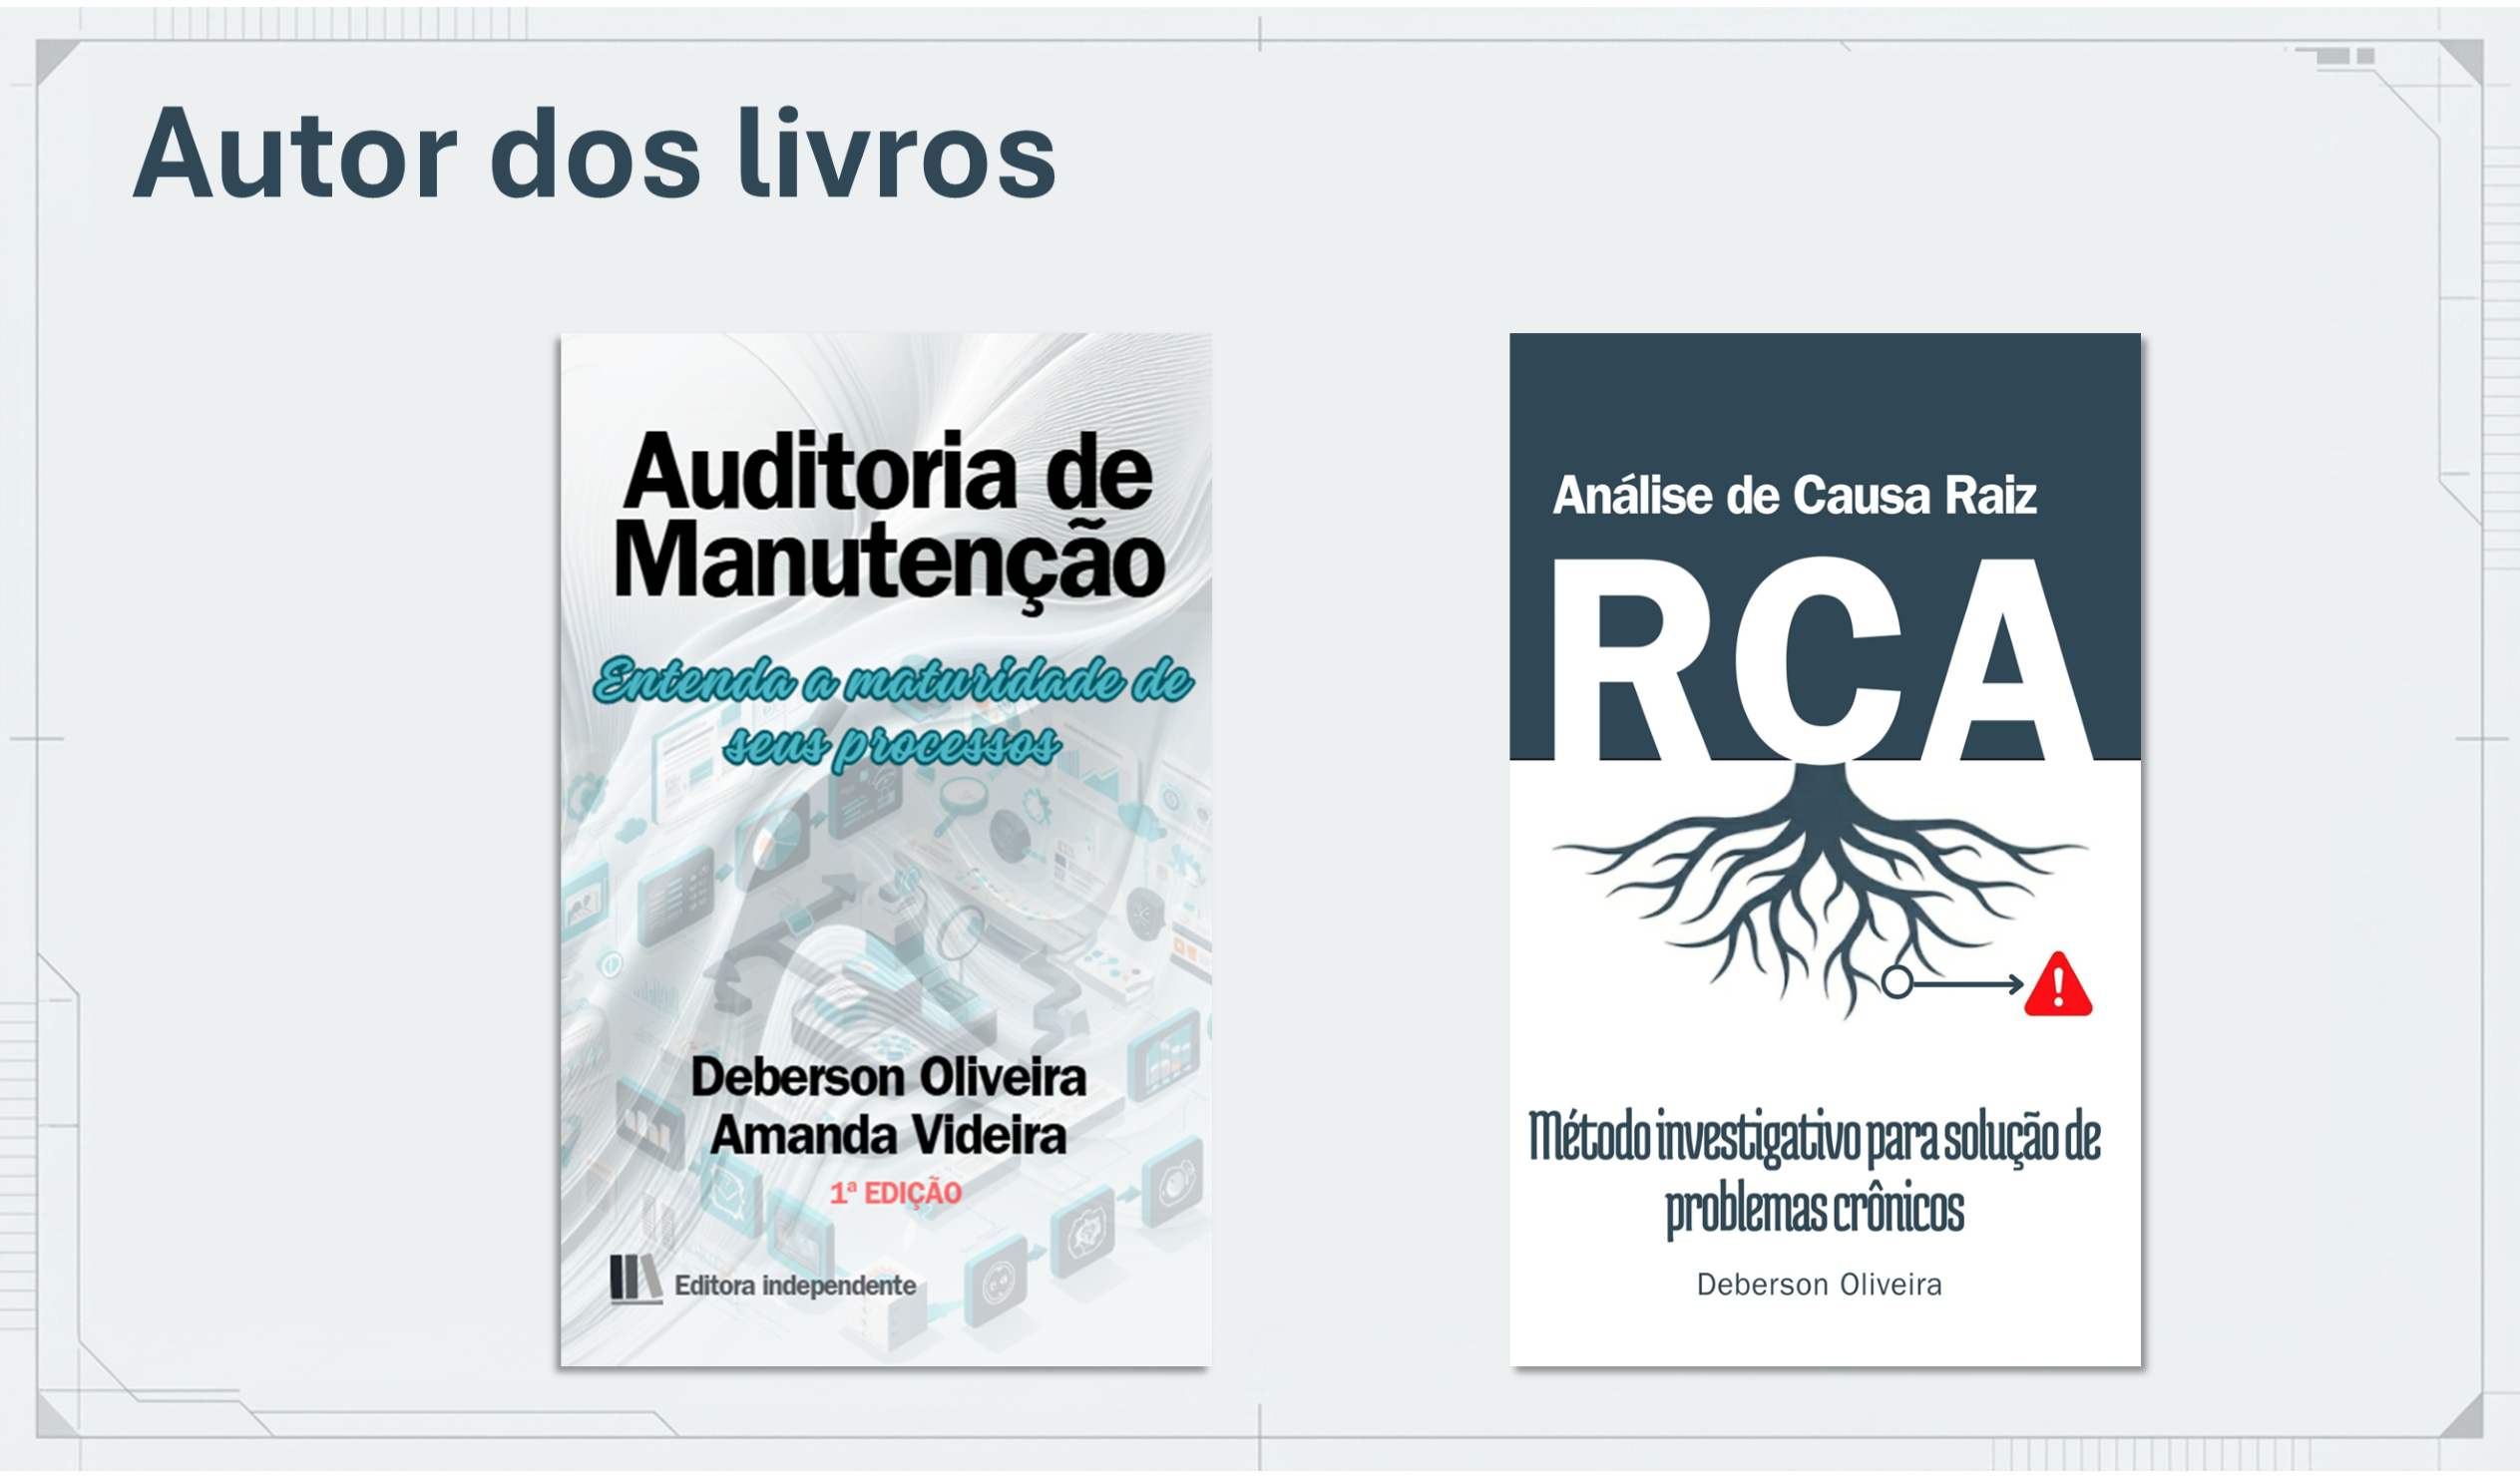 Autor dos livros
Auditoria de
Manutenção
Entenda a maturidade de
seus processos
Deberson Oliveira
Amanda Videira
1ª EDIÇÃO
Editora independente
Análise de Causa Raiz
RCA
Método investigativo para solução de
problemas crônicos
Deberson Oliveira